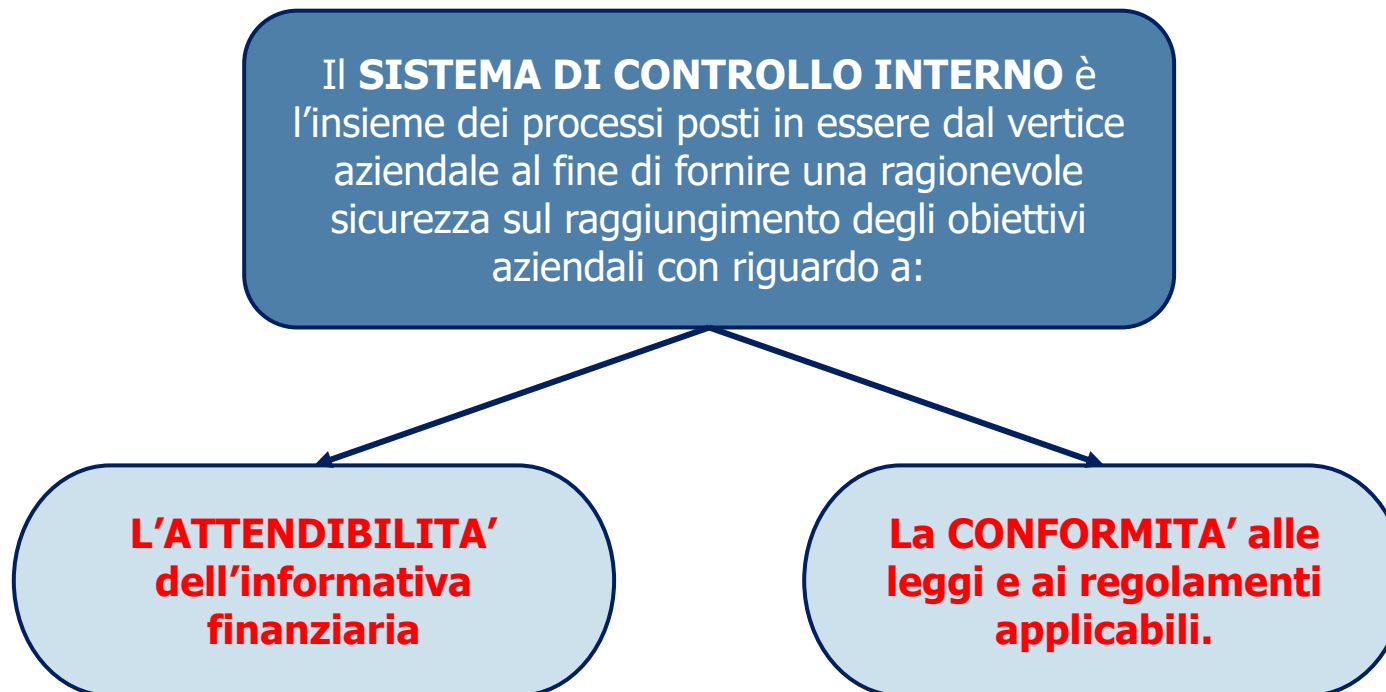 Il SISTEMA DI CONTROLLO INTERNO è
l’insieme dei processi posti in essere dal vertice
aziendale al fine di fornire una ragionevole
sicurezza sul raggiungimento degli obiettivi
aziendali con riguardo a:
L’ATTENDIBILITA’
dell’informativa
finanziaria
La CONFORMITA’ alle
leggi e ai regolamenti
applicabili.